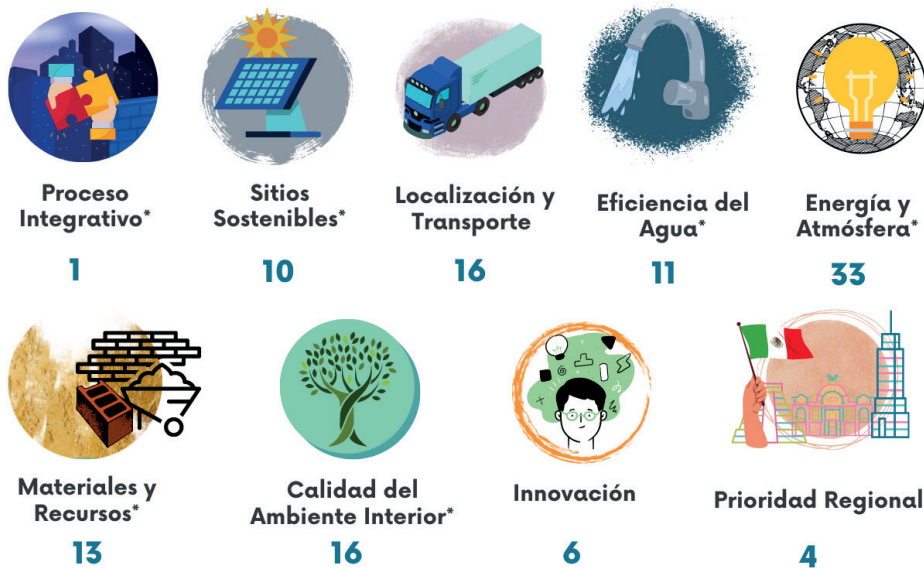 Proceso
Integrativo*
1
Sitios
Sostenibles*
10
Localización y
Transporte
16
Eficiencia del
Agua*
11
Energía y
Atmósfera*
33
Materiales y
Recursos*
13
Calidad del
Ambiente Interior*
16
Innovación
6
Prioridad Regional
4